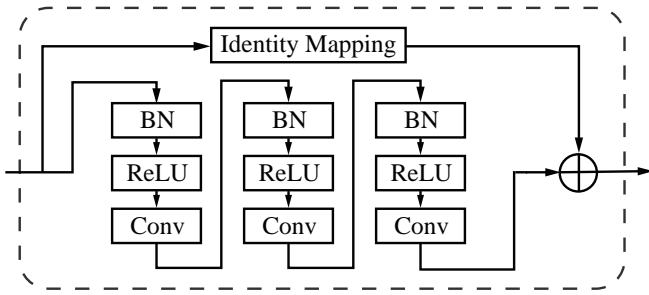 Identity Mapping
BN
ReLU
Conv
BN
ReLU
Conv
BN
ReLU
Conv